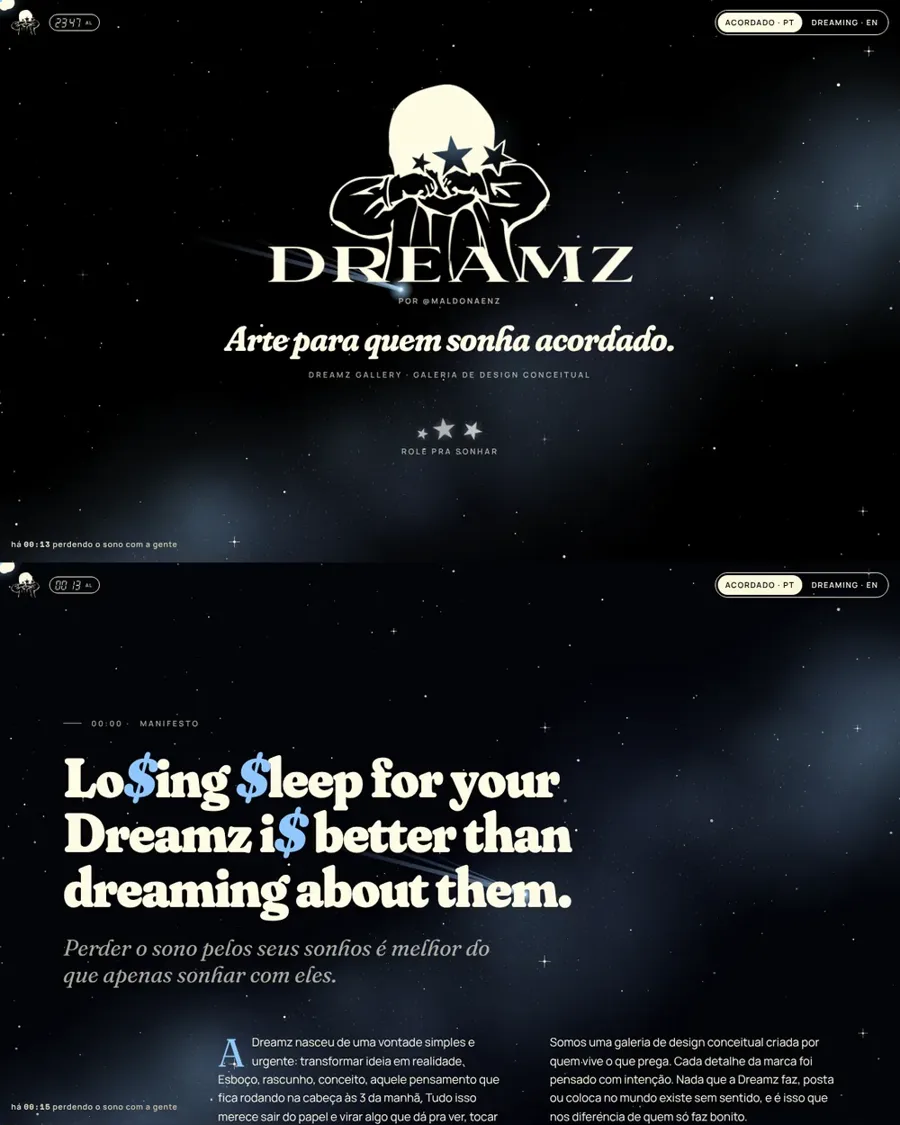 23:47 AL
ACORDADO · PT DREAMING · EN
DREAMZ
POR @MALDONAENZ
Arte para quem sonha acordado.
DREAMZ GALLERY · GALERIA DE DESIGN CONCEITUAL
ROLÊ PRA SONHAR
há 00:13 perdendo o sono com a gente
00:13 AL
ACORDADO · PT DREAMING · EN
00:00 · MANIFESTO
Lo$ing $leep for your
Dreamz i$ better than
dreaming about them.
Perder o sono pelos seus sonhos é melhor do
que apenas sonhar com eles.
A Dreamz nasceu de uma vontade simples e
urgente: transformar ideia em realidade.
Esboço, rascunho, conceito, aquele pensamento que
fica rodando na cabeça às 3 da manhã. Tudo isso
merece sair do papel e virar algo que dá pra ver, tocar
Somos uma galeria de design conceitual criada por
quem vive o que prega. Cada detalhe da marca foi
pensado com intenção. Nada que a Dreamz faz, posta
ou coloca no mundo existe sem sentido, e é isso que
nos diferencia de quem só faz bonito.
há 00:15 perdendo o sono com a gente